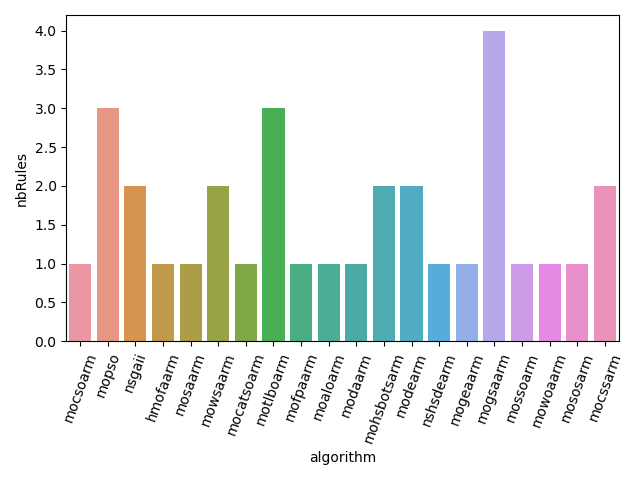 4.0
3.5
3.0
2.5
2.0
1.5
1.0
0.5
0.0
nbRules
mocsoarm
mopso
nsgaii
hmofaarm
mosaarm
mowsaarm
mocatsoarm
motlboarm
mofpaarm
moaloarm
modaarm
mohsbotsarm
modearm
nshsdearm
mogeaarm
mogsaarm
mossoarm
mowoaarm
mososarm
mocssarm
algorithm